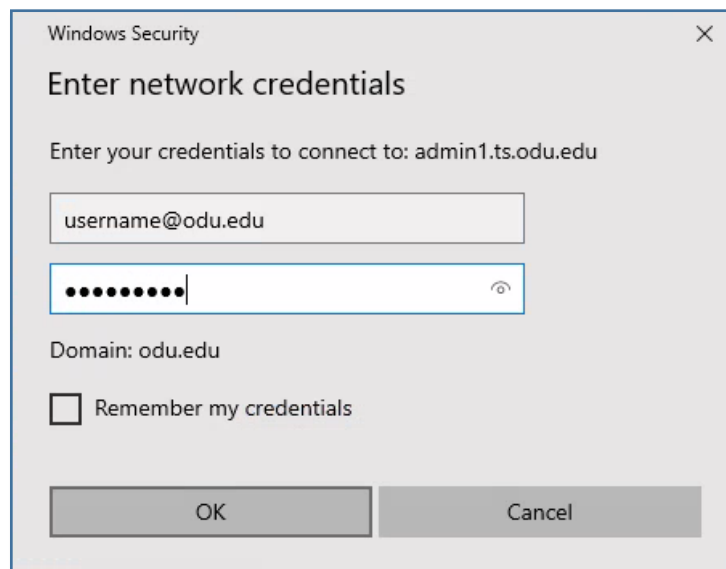 Windows Security
Enter network credentials
Enter your credentials to connect to: admin1.ts.odu.edu
username@odu.edu
●●●●●●●●●
Domain: odu.edu
Remember my credentials
OK
Cancel